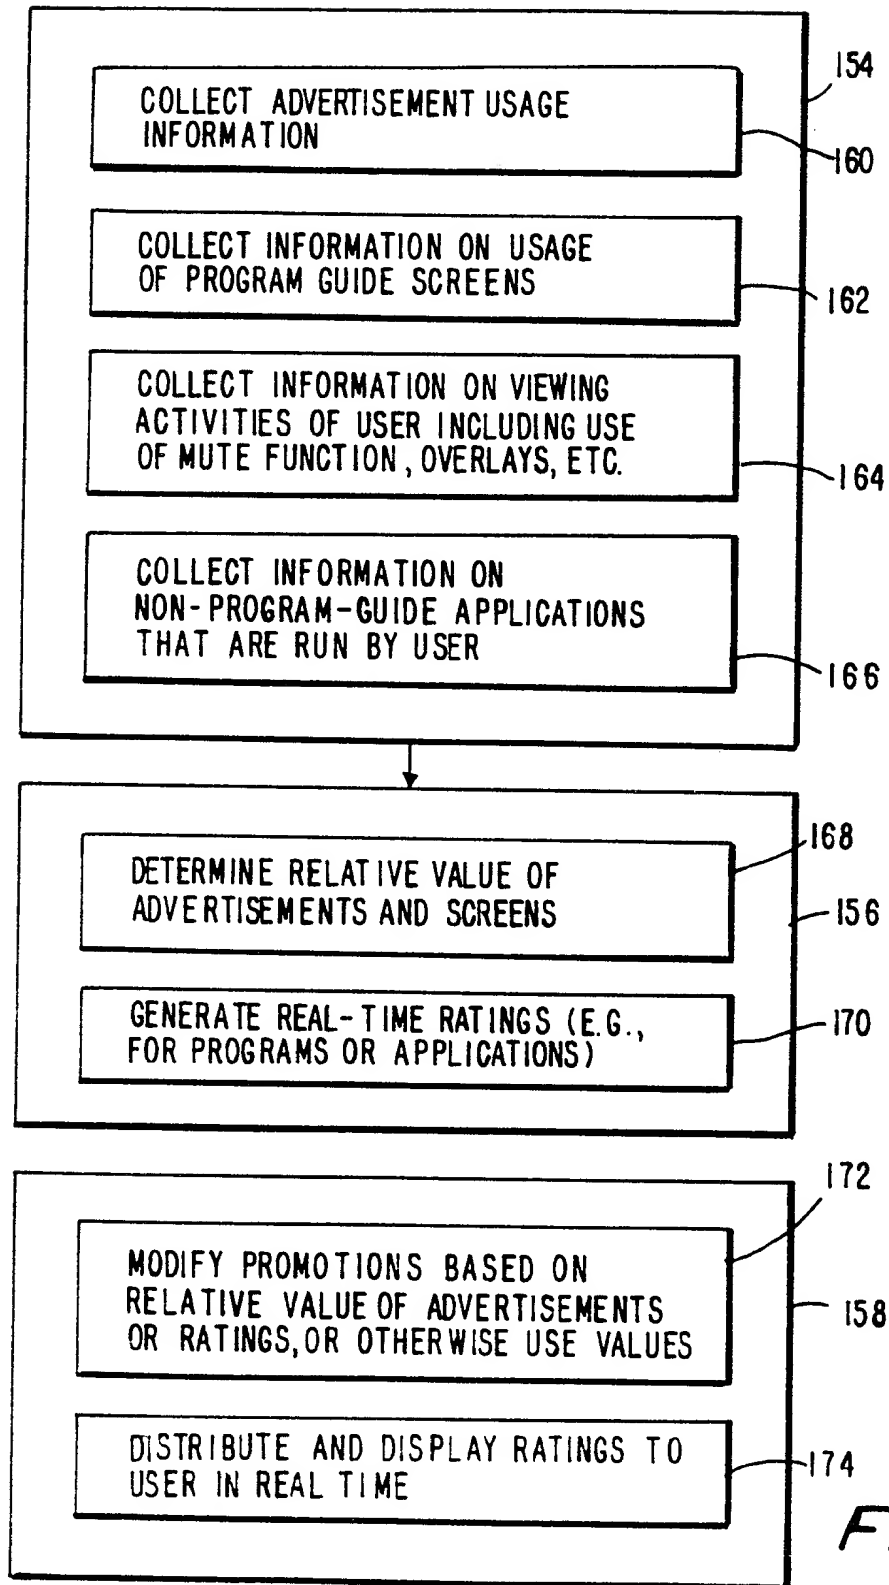 154
COLLECT ADVERTISEMENT USAGE
INFORMATION
160
COLLECT INFORMATION ON USAGE
OF PROGRAM GUIDE SCREENS
162
COLLECT INFORMATION ON VIEWING
ACTIVITIES OF USER INCLUDING USE
OF MUTE FUNCTION, OVERLAYS, ETC.
164
COLLECT INFORMATION ON
NON-PROGRAM-GUIDE APPLICATIONS
THAT ARE RUN BY USER
166
168
DETERMINE RELATIVE VALUE OF
ADVERTISEMENTS AND SCREENS
156
GENERATE REAL-TIME RATINGS (E.G.,
FOR PROGRAMS OR APPLICATIONS)
170
172
MODIFY PROMOTIONS BASED ON
RELATIVE VALUE OF ADVERTISEMENTS
OR RATINGS, OR OTHERWISE USE VALUES
158
DISTRIBUTE AND DISPLAY RATINGS TO
USER IN REAL TIME
174